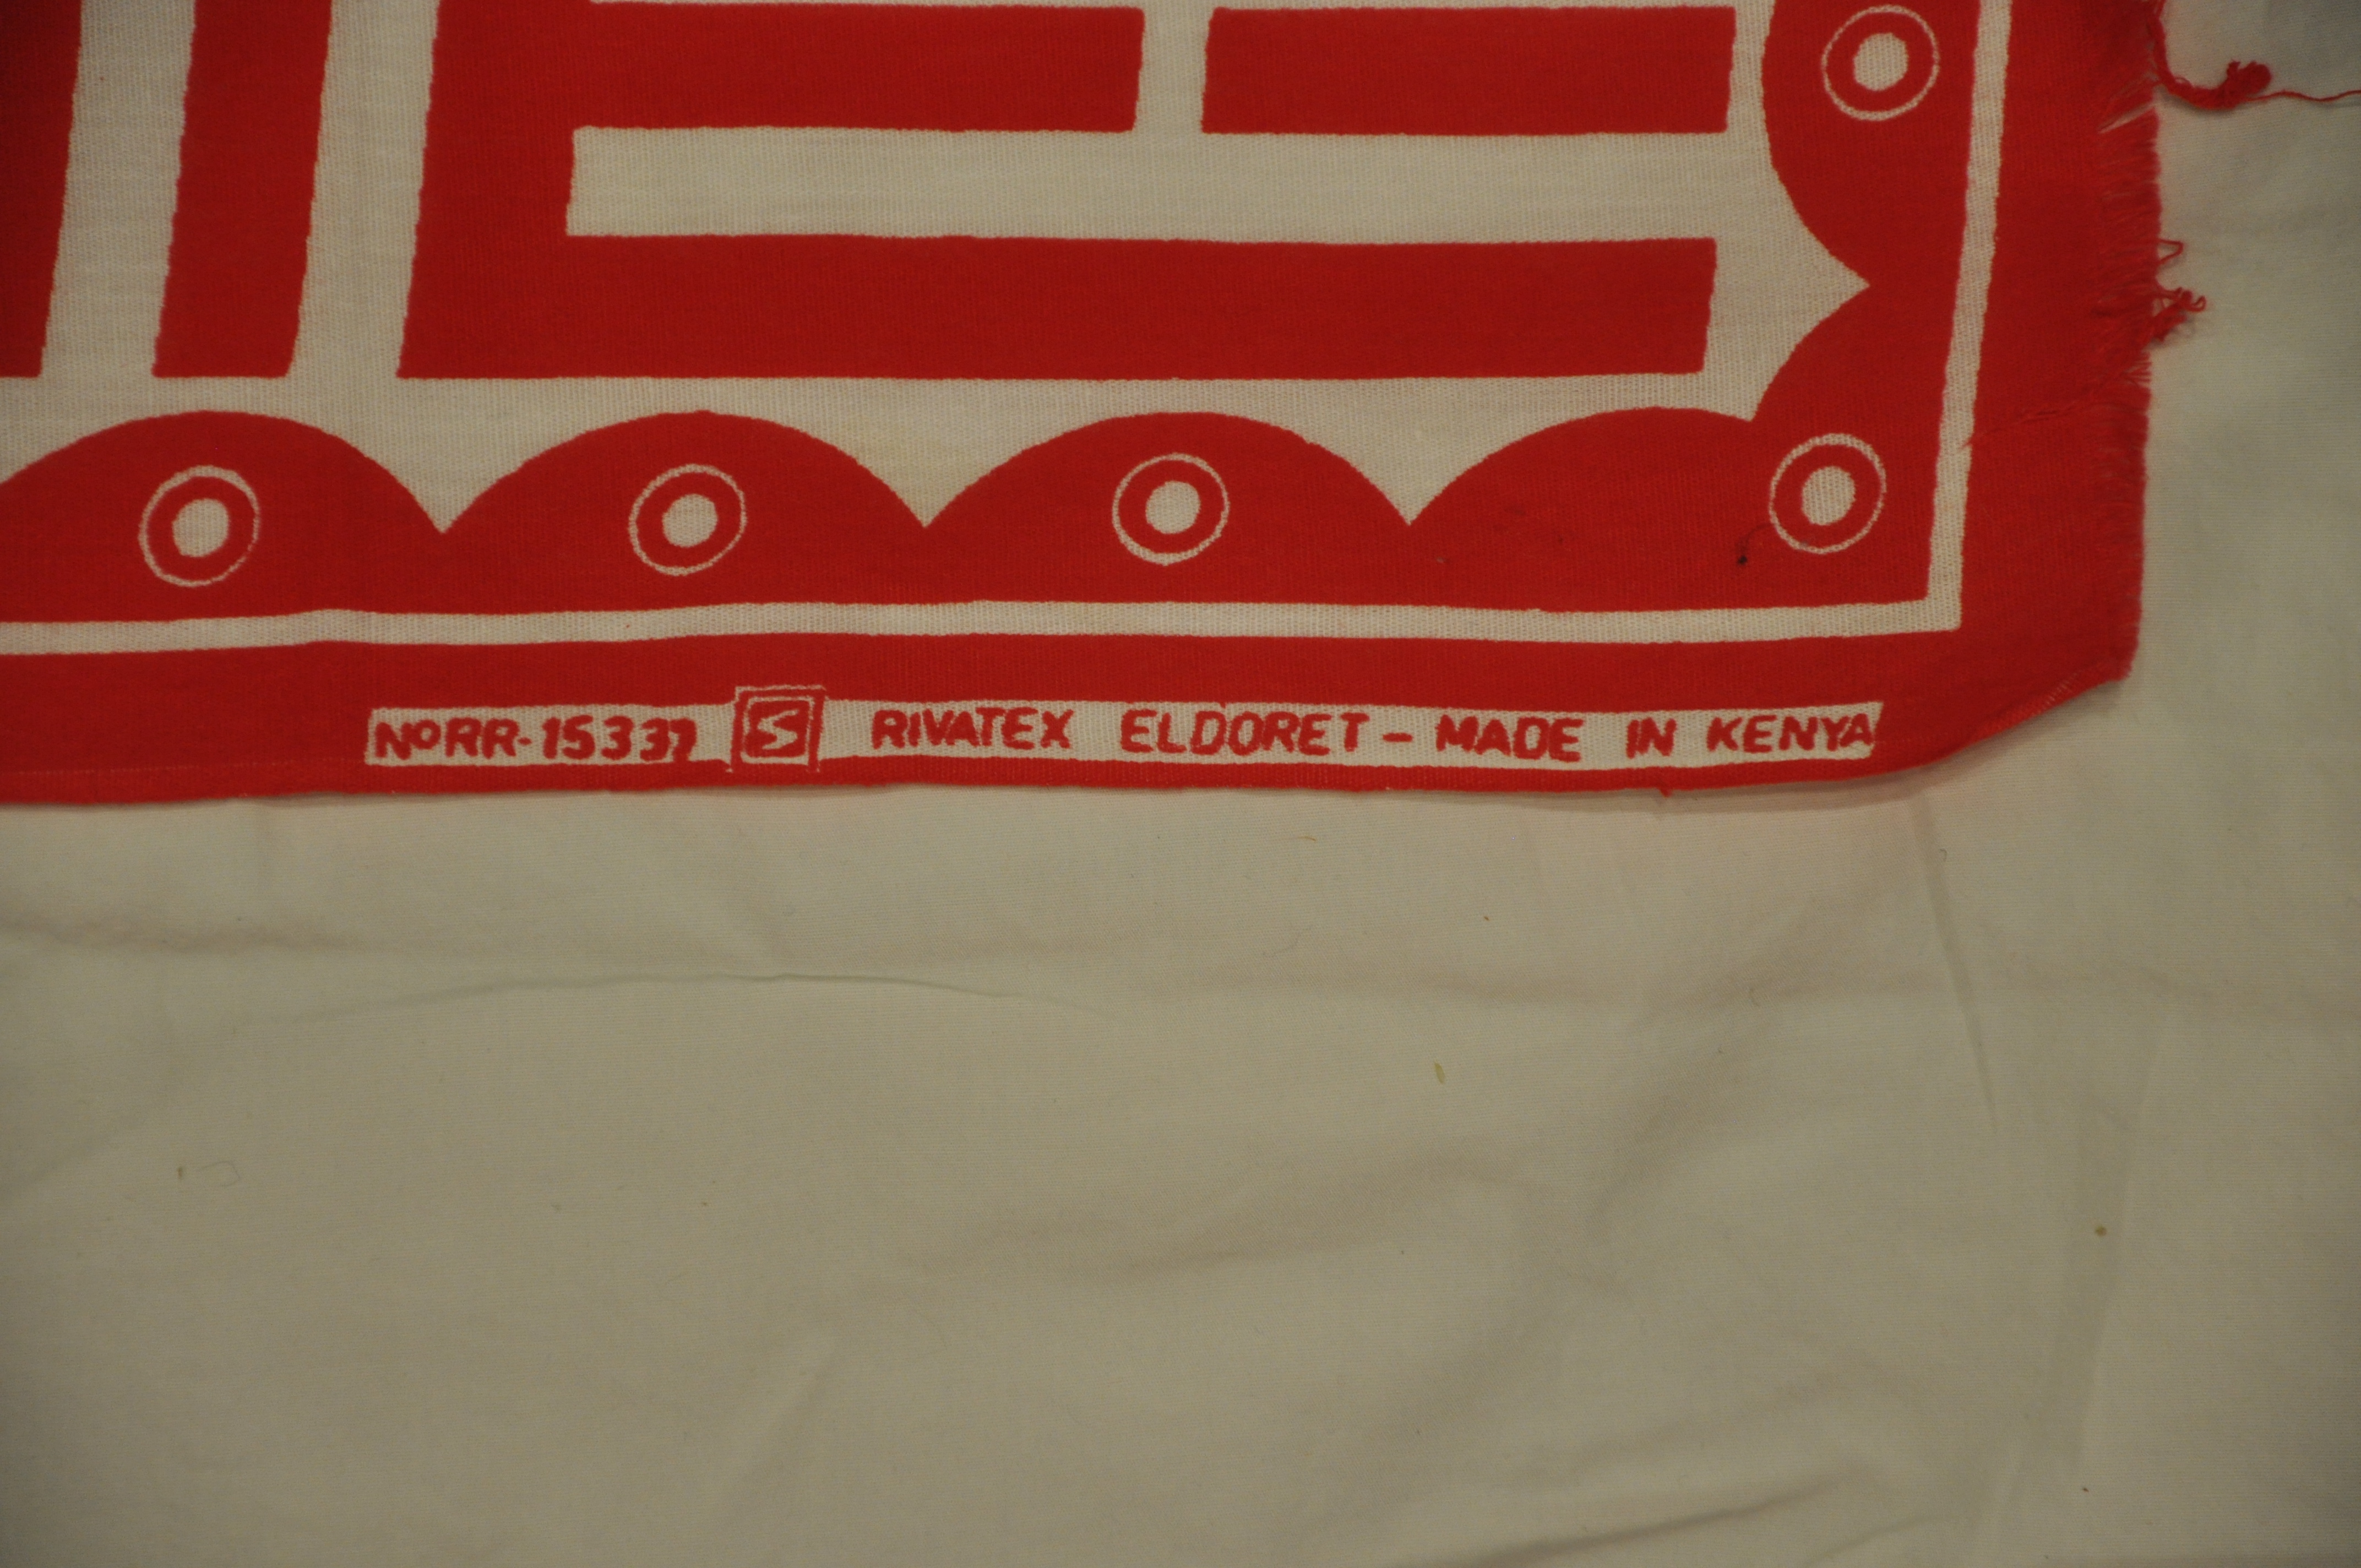 NoRR-15337 S RIVATEX ELDORET - MADE IN KENYA